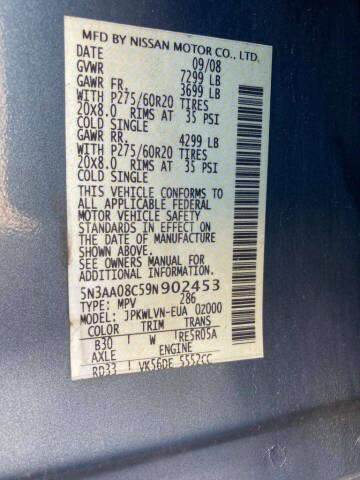 MFD BY NISSAN MOTOR CO., LTD.
DATE 09/08
GVWR 7299 LB
GAWR FR. 3699 LB
WITH P275/60R20 TIRES
20X8.0 RIMS AT 35 PSI
COLD SINGLE
GAWR RR. 4299 LB
WITH P275/60R20 TIRES
20X8.0 RIMS AT 35 PSI
COLD SINGLE
THIS VEHICLE CONFORMS TO
ALL APPLICABLE FEDERAL
MOTOR VEHICLE SAFETY
STANDARDS IN EFFECT ON
THE DATE OF MANUFACTURE
SHOWN ABOVE.
SEE OWNERS MANUAL FOR
ADDITIONAL INFORMATION
5N3AA08C59N902453
TYPE: MPV 286
MODEL: JPKWLVN-EUA 02000
COLOR TRIM TRANS
B30 W RE5R05A
AXLE ENGINE
RD33 VK56DE 5552CC